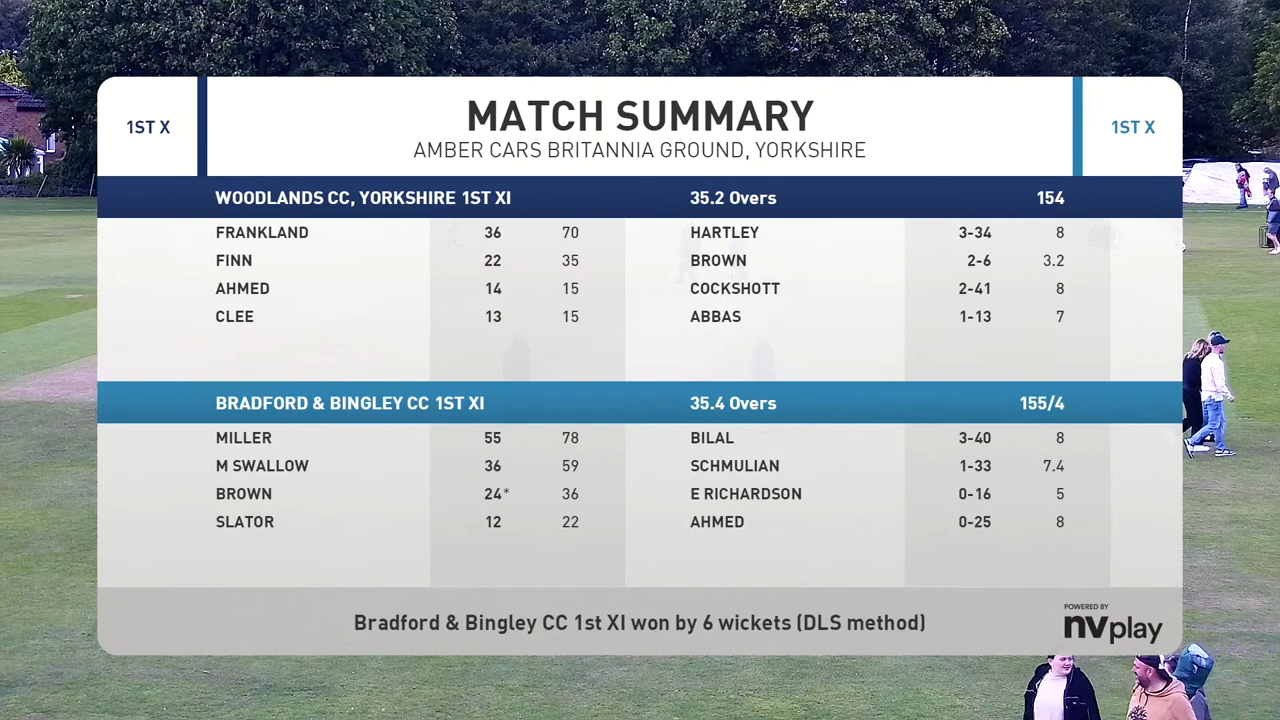 1ST X
MATCH SUMMARY
1ST X
AMBER CARS BRITANNIA GROUND, YORKSHIRE
WOODLANDS CC, YORKSHIRE 1ST XI 35.2 Overs 154
FRANKLAND 36 70 HARTLEY 3-34 8
FINN 22 35 BROWN 2-6 3.2
AHMED 14 15 COCKSHOTT 2-41 8
CLEE 13 15 ABBAS 1-13 7
BRADFORD & BINGLEY CC 1ST XI 35.4 Overs 155/4
MILLER 55 78 BILAL 3-40 8
M SWALLOW 36 59 SCHMULIAN 1-33 7.4
BROWN 24* 36 E RICHARDSON 0-16 5
SLATOR 12 22 AHMED 0-25 8
Bradford & Bingley CC 1st XI won by 6 wickets (DLS method)
POWERED BY
nvplay